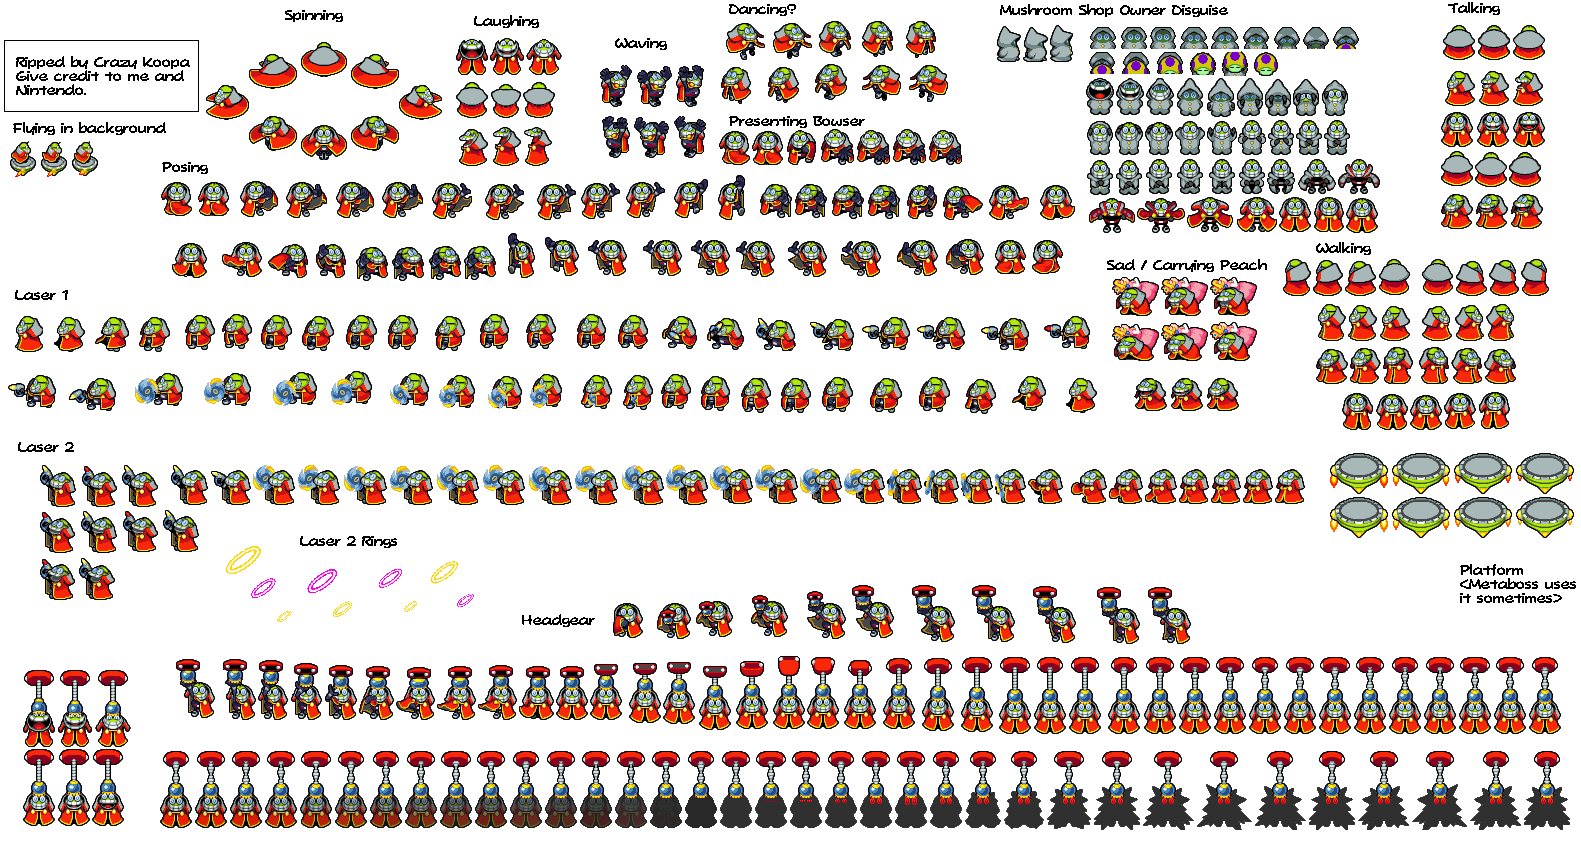 Spinning
Laughing
Waving
Dancing?
Mushroom Shop Owner Disguise
Talking
Ripped by Crazy Koopa
Give credit to me and
Nintendo.
Flying in background
Presenting Bowser
Posing
Walking
Sad / Carrying Peach
Laser 1
Laser 2
Laser 2 Rings
Platform
<Metaboss uses
it sometimes>
Headgear